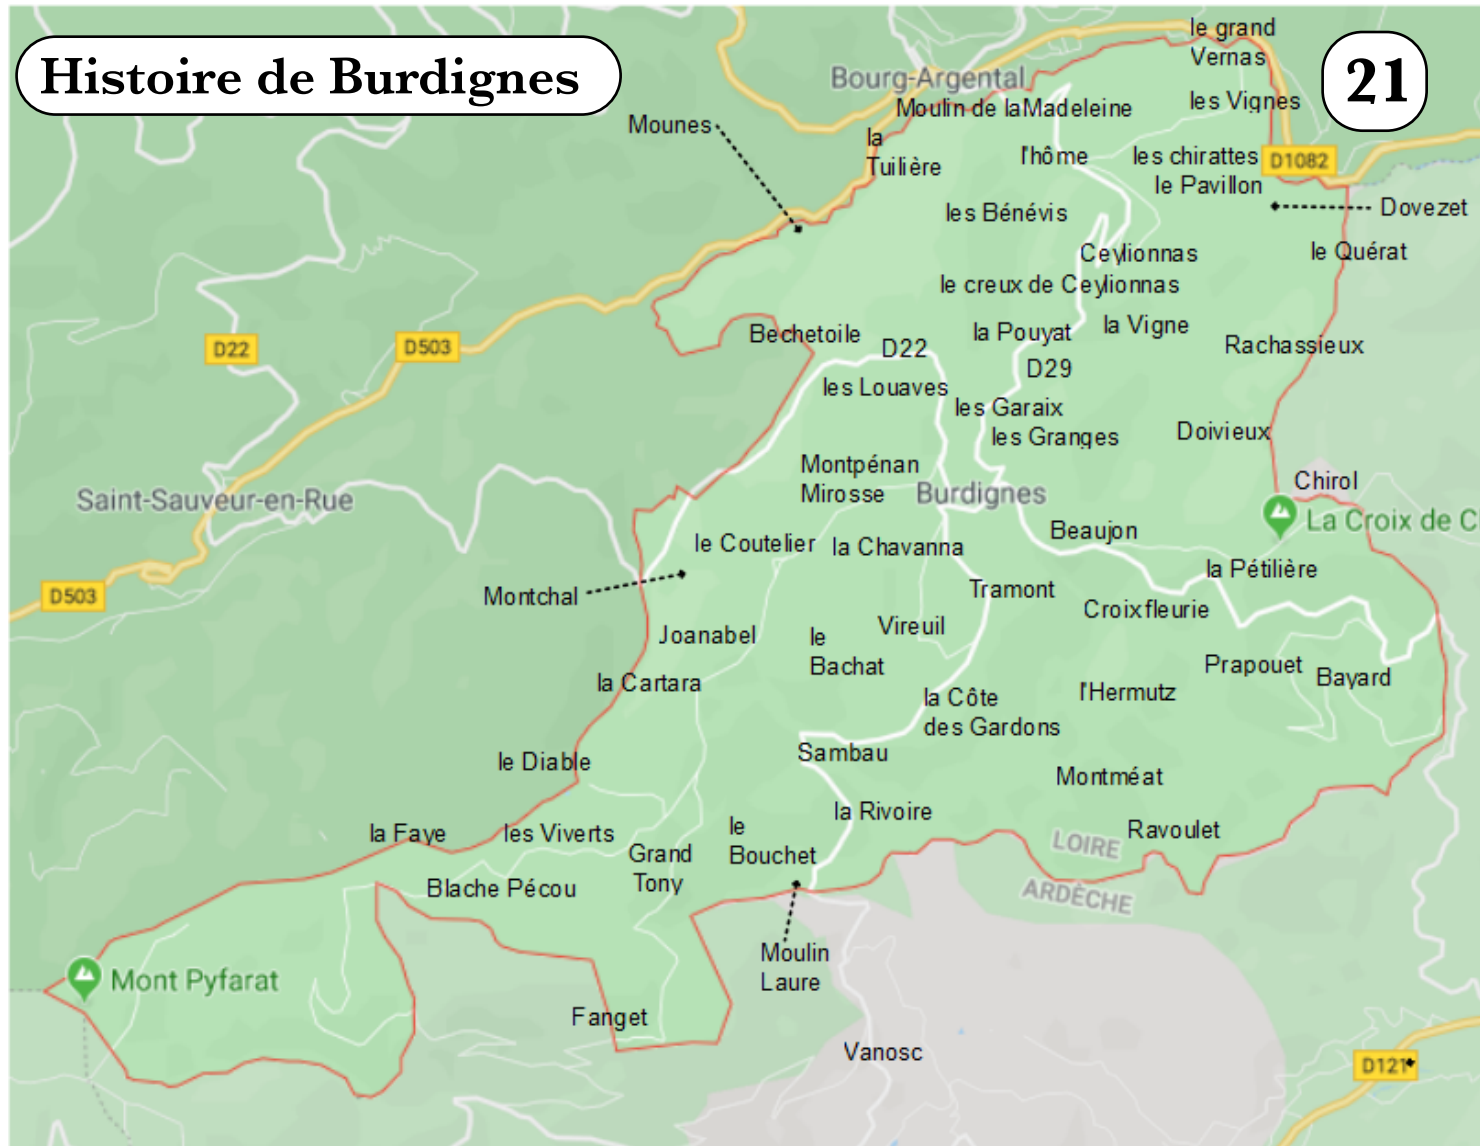 Histoire de Burdignes
21
le grand
Vernas
Bourg-Argental
Moulin de laMadeleine
les Vignes
Mounes
la
Tuilière
l'hôme
les chirattes
D1082
le Pavillon
Dovezet
les Bénévis
Ceylionnas
le Quérat
le creux de Ceylionnas
la Pouyat
la Vigne
Bechetoile
D22
Rachassieux
D22
D503
D29
les Louaves
les Garaix
les Granges
Doivieux
Montpénan
Mirosse
Burdignes
Chirol
Saint-Sauveur-en-Rue
La Croix de C
Beaujon
le Coutelier
la Chavanna
la Pétilière
D503
Montchal
Tramont
Croixfleurie
Joanabel
Vireuil
le
Bachat
Prapouet
Bayard
la Cartara
l'Hermutz
la Côte
des Gardons
Sambau
le Diable
Montméat
la Rivoire
la Faye
les Viverts
le
Bouchet
Ravoulet
LOIRE
ARDÈCHE
Grand
Tony
Blache Pécou
Moulin
Laure
Mont Pyfarat
Fanget
Vanosc
D121